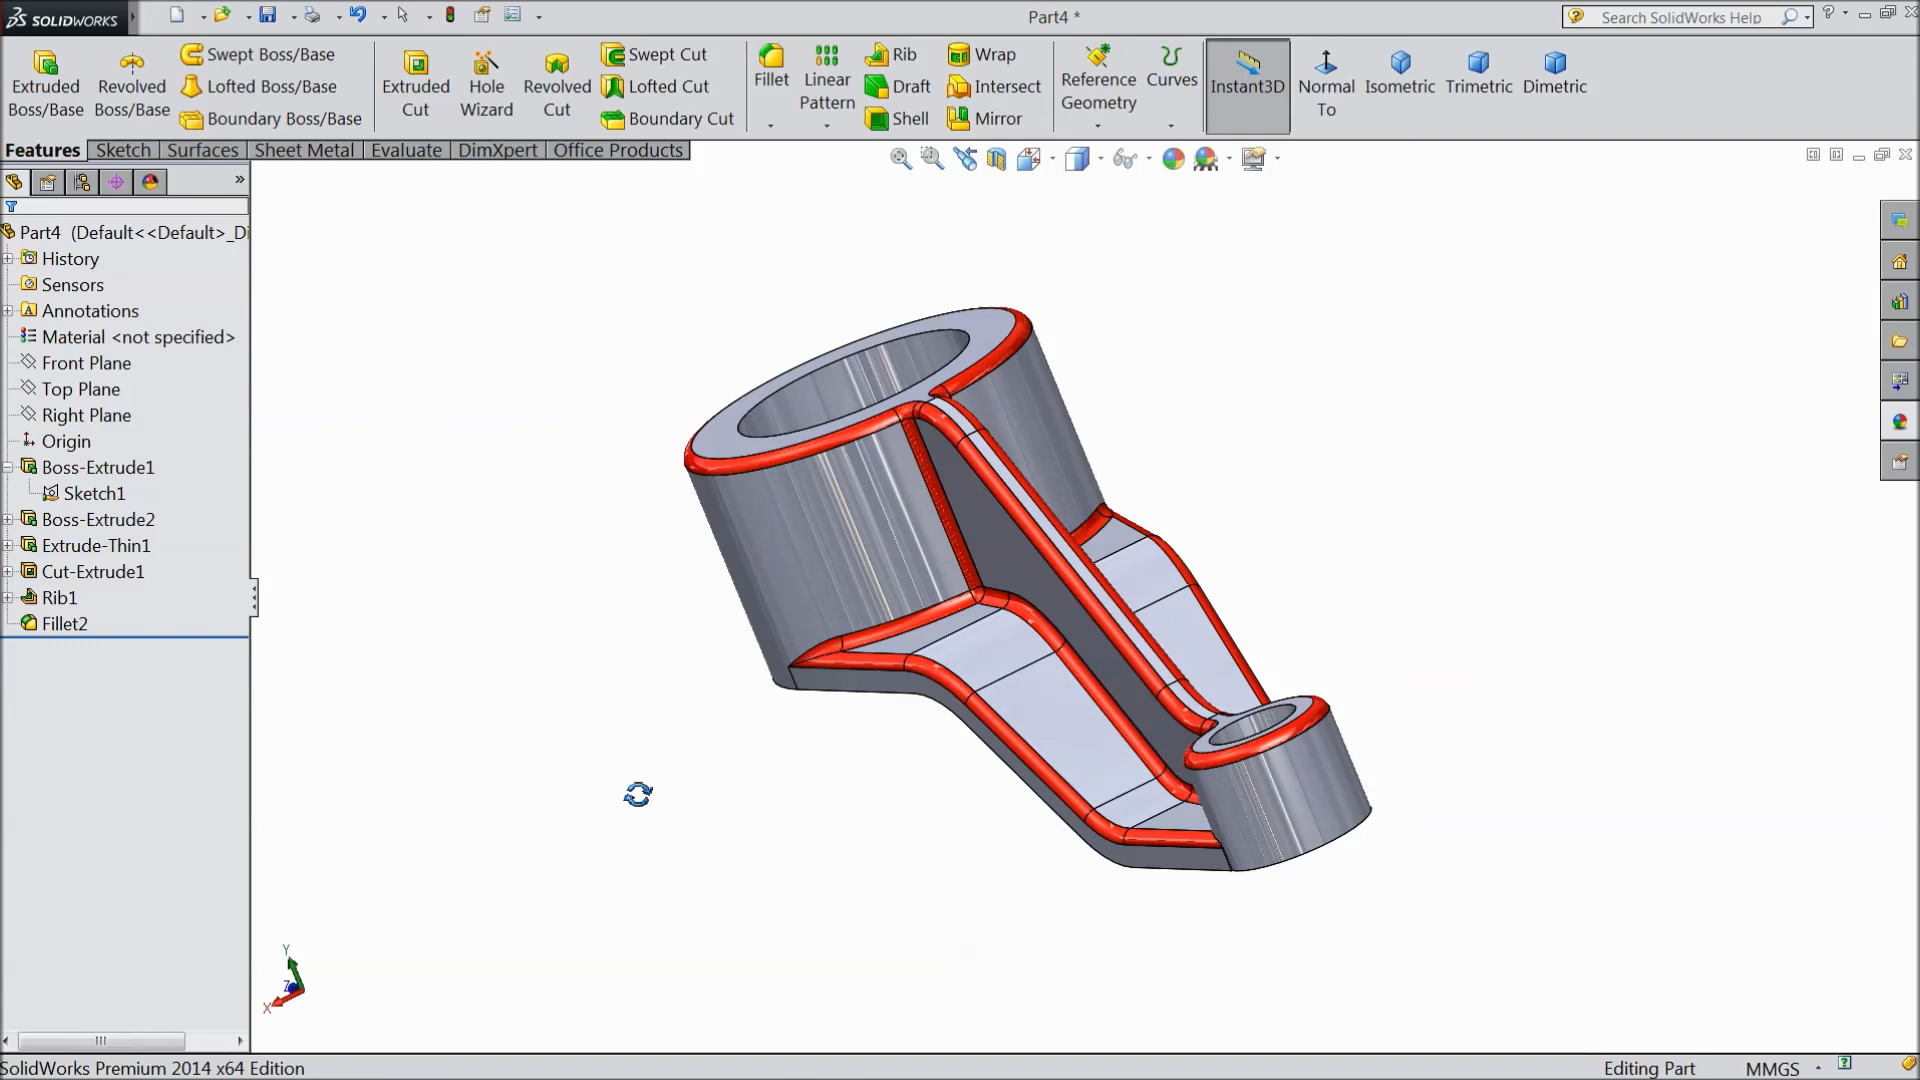 SOLIDWORKS
Part4 *
Search SolidWorks Help
Extruded Boss/Base
Revolved Boss/Base
Swept Boss/Base
Lofted Boss/Base
Boundary Boss/Base
Extruded Cut
Hole Wizard
Revolved Cut
Swept Cut
Lofted Cut
Boundary Cut
Fillet
Linear Pattern
Rib
Draft
Shell
Wrap
Intersect
Mirror
Reference Geometry
Curves
Instant3D
Normal To
Isometric
Trimetric
Dimetric
Features
Sketch
Surfaces
Sheet Metal
Evaluate
DimXpert
Office Products
Part4 (Default<<Default>_Di
History
Sensors
Annotations
Material <not specified>
Front Plane
Top Plane
Right Plane
Origin
Boss-Extrude1
Sketch1
Boss-Extrude2
Extrude-Thin1
Cut-Extrude1
Rib1
Fillet2
Y
Z
X
SolidWorks Premium 2014 x64 Edition
Editing Part
MMGS